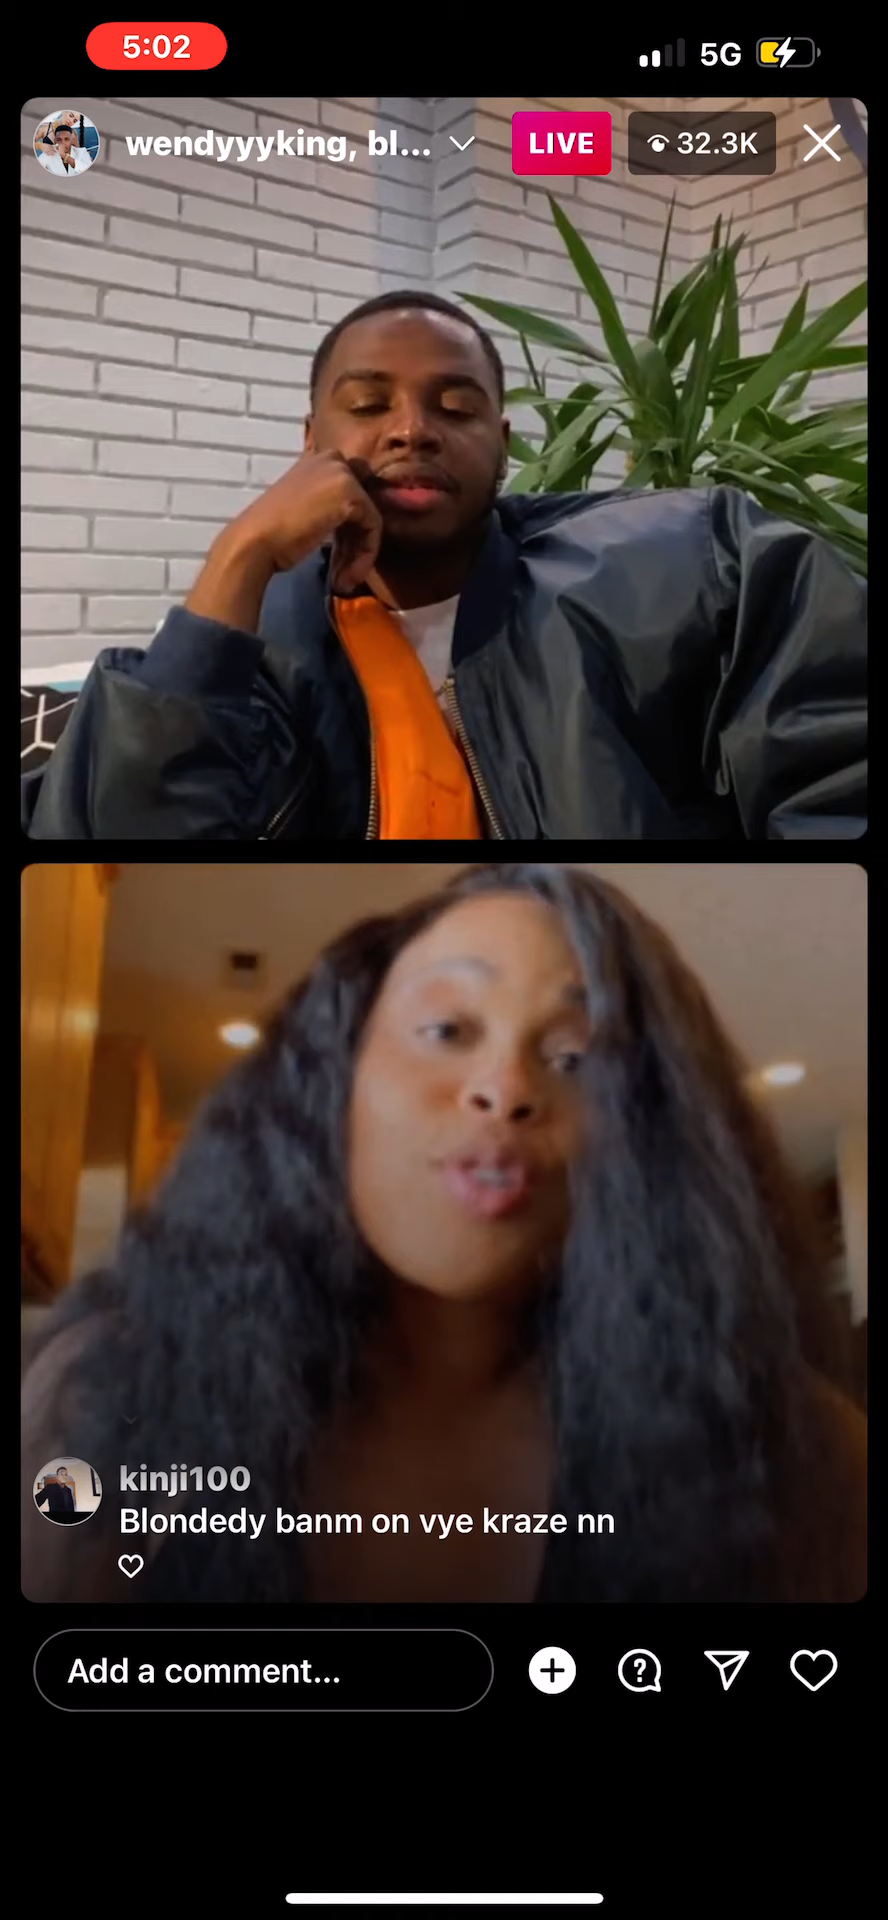 5:02
5G
wendyyyking, bl...
LIVE
32.3K
kinji100
Blondedy banm on vye kraze nn
Add a comment...